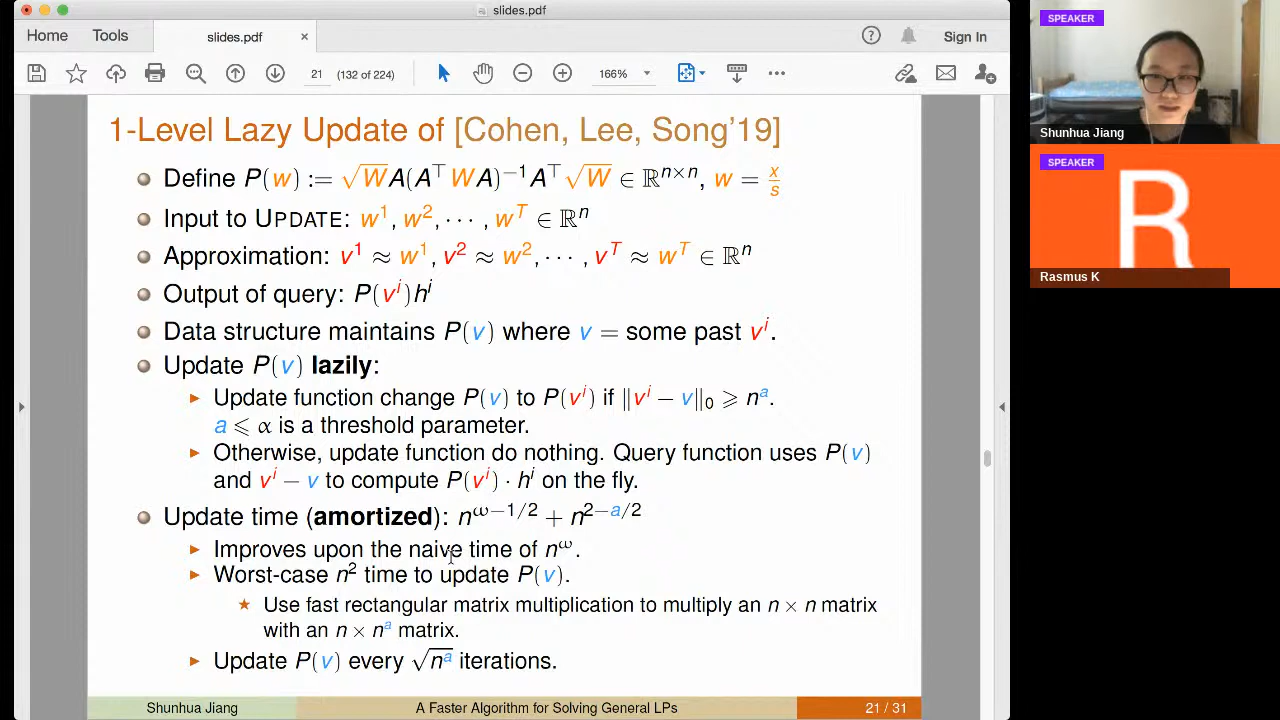 slides.pdf
Home Tools slides.pdf × Sign In
21 (132 of 224) 166%
1-Level Lazy Update of [Cohen, Lee, Song'19]
Define P(w) := √W A(A⊤WA)⁻¹A⊤√W ∈ ℝⁿˣⁿ, w = x/s
Input to UPDATE: w¹, w², ⋯ , wᵀ ∈ ℝⁿ
Approximation: v¹ ≈ w¹, v² ≈ w², ⋯ , vᵀ ≈ wᵀ ∈ ℝⁿ
Output of query: P(vⁱ)hⁱ
Data structure maintains P(v) where v = some past vⁱ.
Update P(v) lazily:
Update function change P(v) to P(vⁱ) if ‖vⁱ − v‖₀ ⩾ nᵃ.
a ⩽ α is a threshold parameter.
Otherwise, update function do nothing. Query function uses P(v)
and vⁱ − v to compute P(vⁱ) · hⁱ on the fly.
Update time (amortized): n^{ω−1/2} + n^{2−a/2}
Improves upon the naive time of n^ω.
Worst-case n² time to update P(v).
Use fast rectangular matrix multiplication to multiply an n × n matrix
with an n × nᵃ matrix.
Update P(v) every √nᵃ iterations.
Shunhua Jiang A Faster Algorithm for Solving General LPs 21 / 31
SPEAKER
Shunhua Jiang
SPEAKER
R
Rasmus K